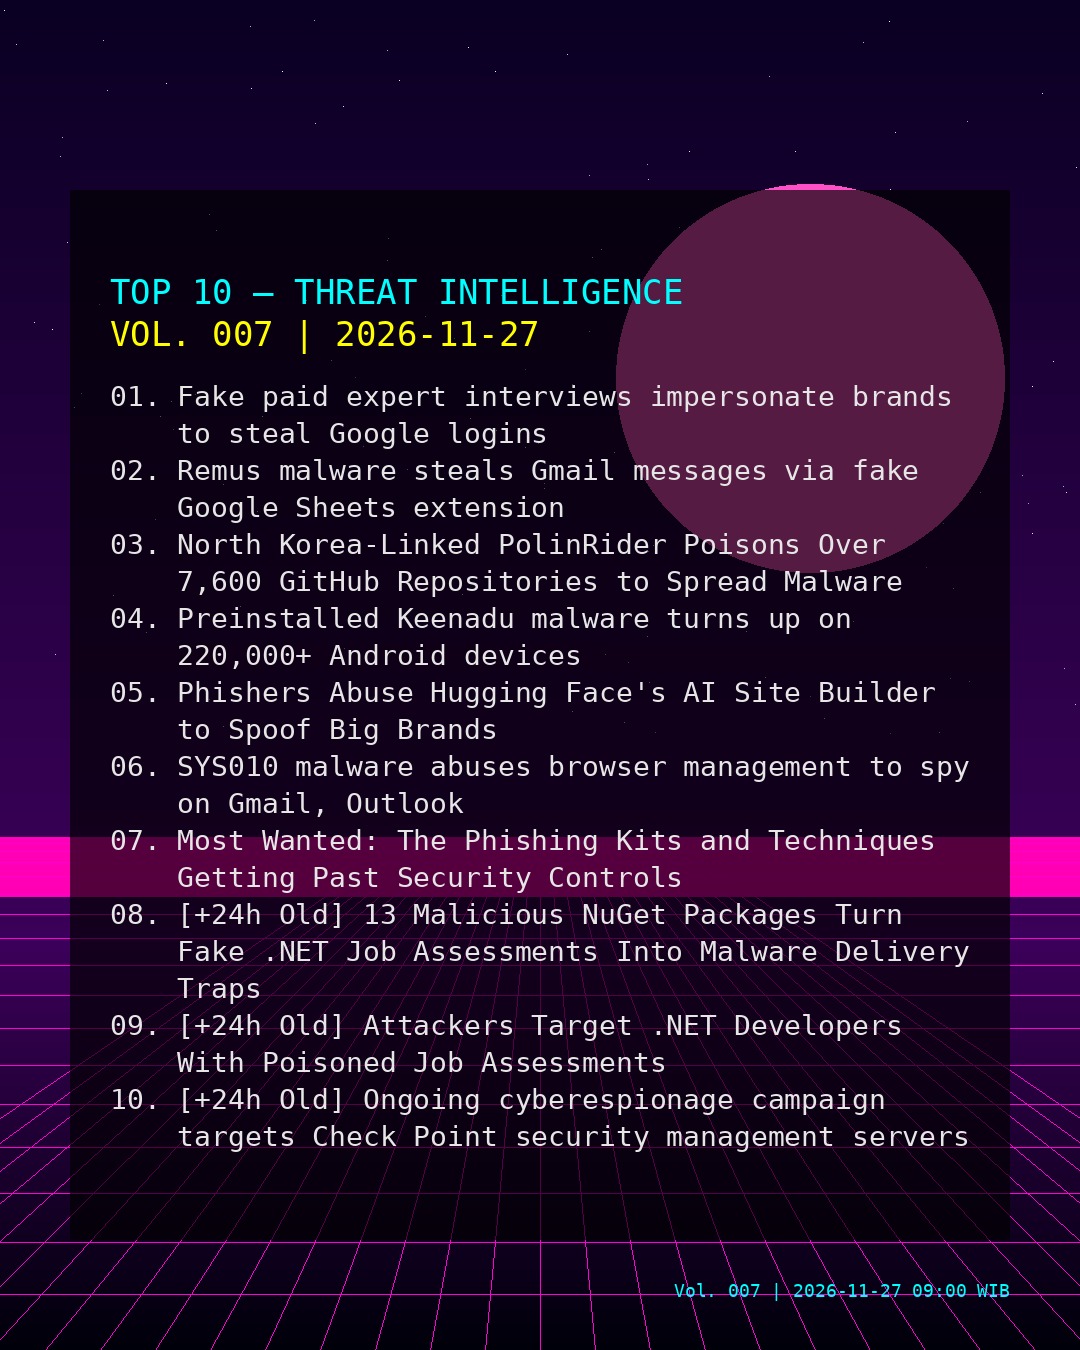 TOP 10 — THREAT INTELLIGENCE
VOL. 007 | 2026-11-27
01. Fake paid expert interviews impersonate brands
to steal Google logins
02. Remus malware steals Gmail messages via fake
Google Sheets extension
03. North Korea-Linked PolinRider Poisons Over
7,600 GitHub Repositories to Spread Malware
04. Preinstalled Keenadu malware turns up on
220,000+ Android devices
05. Phishers Abuse Hugging Face's AI Site Builder
to Spoof Big Brands
06. SYS010 malware abuses browser management to spy
on Gmail, Outlook
07. Most Wanted: The Phishing Kits and Techniques
Getting Past Security Controls
08. [+24h Old] 13 Malicious NuGet Packages Turn
Fake .NET Job Assessments Into Malware Delivery
Traps
09. [+24h Old] Attackers Target .NET Developers
With Poisoned Job Assessments
10. [+24h Old] Ongoing cyberespionage campaign
targets Check Point security management servers
Vol. 007 | 2026-11-27 09:00 WIB